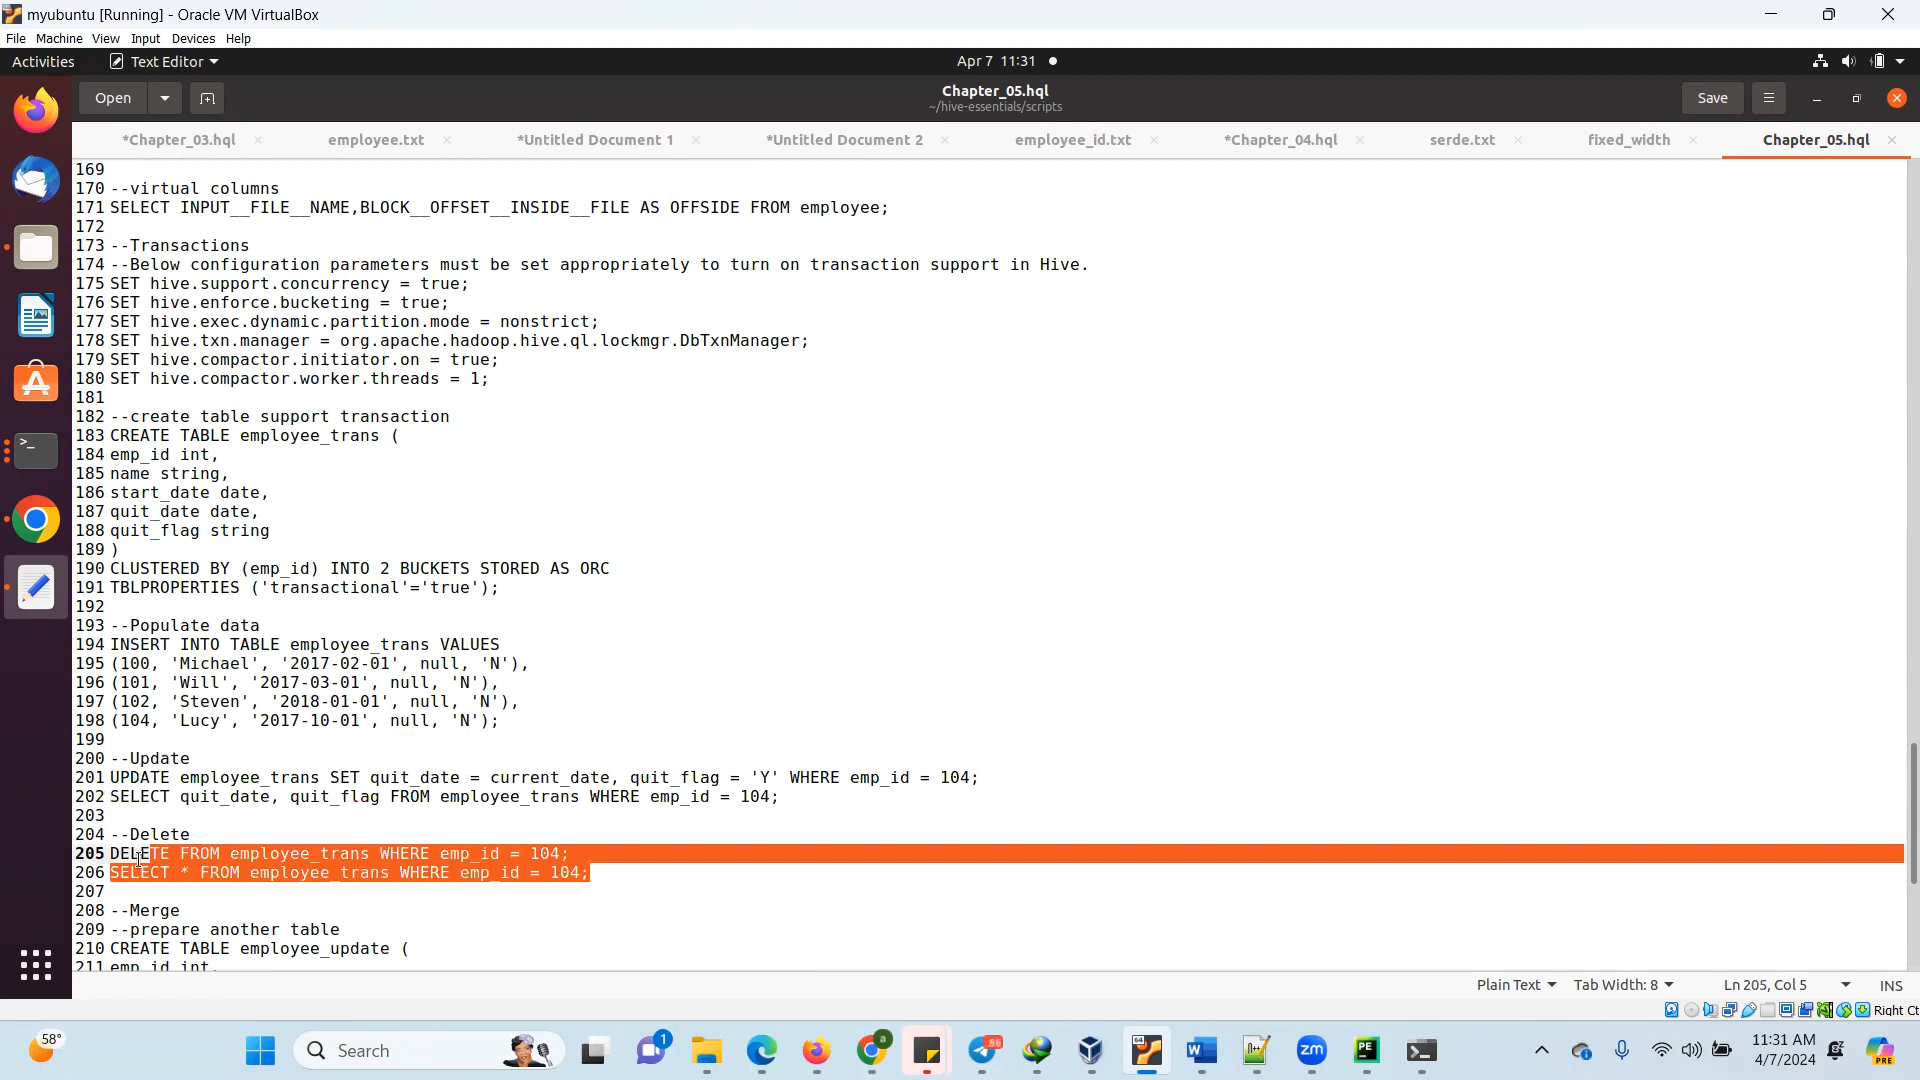 myubuntu [Running] - Oracle VM VirtualBox
File Machine View Input Devices Help
Activities Text Editor Apr 7 11:31
Open Chapter_05.hql Save
~/hive-essentials/scripts
*Chapter_03.hql employee.txt *Untitled Document 1 *Untitled Document 2 employee_id.txt *Chapter_04.hql serde.txt fixed_width Chapter_05.hql
169
170 --virtual columns
171 SELECT INPUT__FILE__NAME,BLOCK__OFFSET__INSIDE__FILE AS OFFSIDE FROM employee;
172
173 --Transactions
174 --Below configuration parameters must be set appropriately to turn on transaction support in Hive.
175 SET hive.support.concurrency = true;
176 SET hive.enforce.bucketing = true;
177 SET hive.exec.dynamic.partition.mode = nonstrict;
178 SET hive.txn.manager = org.apache.hadoop.hive.ql.lockmgr.DbTxnManager;
179 SET hive.compactor.initiator.on = true;
180 SET hive.compactor.worker.threads = 1;
181
182 --create table support transaction
183 CREATE TABLE employee_trans (
184 emp_id int,
185 name string,
186 start_date date,
187 quit_date date,
188 quit_flag string
189 )
190 CLUSTERED BY (emp_id) INTO 2 BUCKETS STORED AS ORC
191 TBLPROPERTIES ('transactional'='true');
192
193 --Populate data
194 INSERT INTO TABLE employee_trans VALUES
195 (100, 'Michael', '2017-02-01', null, 'N'),
196 (101, 'Will', '2017-03-01', null, 'N'),
197 (102, 'Steven', '2018-01-01', null, 'N'),
198 (104, 'Lucy', '2017-10-01', null, 'N');
199
200 --Update
201 UPDATE employee_trans SET quit_date = current_date, quit_flag = 'Y' WHERE emp_id = 104;
202 SELECT quit_date, quit_flag FROM employee_trans WHERE emp_id = 104;
203
204 --Delete
205 DELETE FROM employee_trans WHERE emp_id = 104;
206 SELECT * FROM employee_trans WHERE emp_id = 104;
207
208 --Merge
209 --prepare another table
210 CREATE TABLE employee_update (
211 emp_id int,
Plain Text Tab Width: 8 Ln 205, Col 5 INS
Right Ct
58° Search 1 86 11:31 AM
4/7/2024